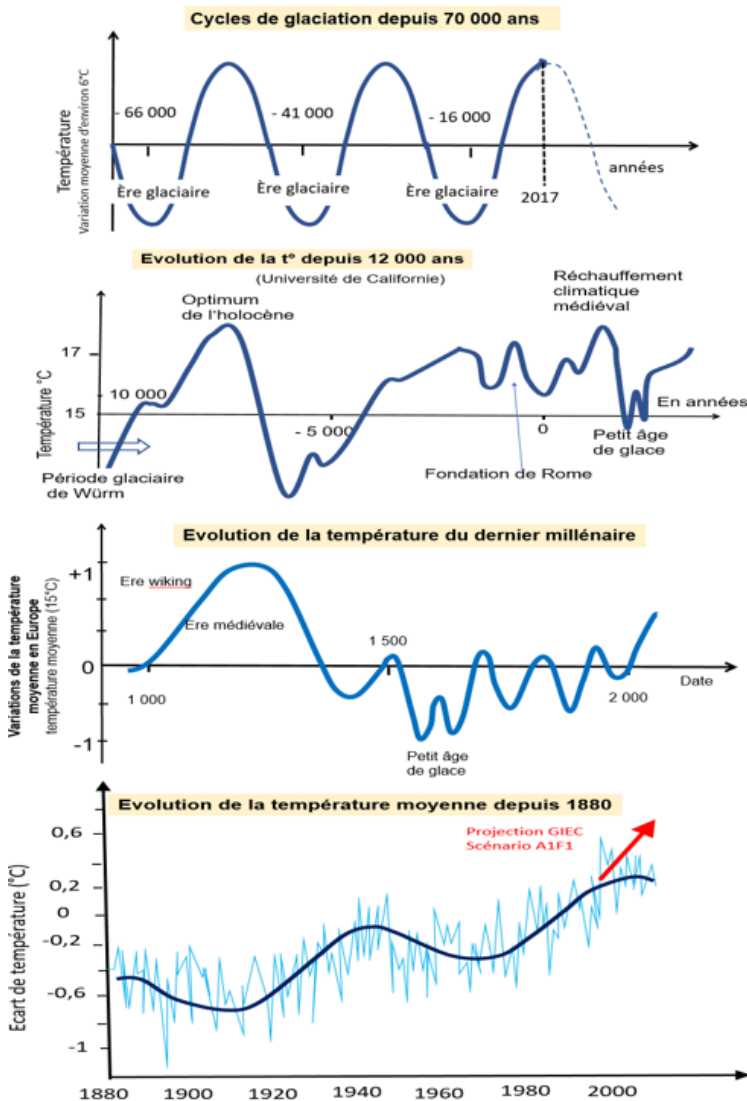 Cycles de glaciation depuis 70 000 ans
Température
Variation moyenne d'environ 6°C
- 66 000
- 41 000
- 16 000
années
Ère glaciaire
Ère glaciaire
Ère glaciaire
2017
Evolution de la t° depuis 12 000 ans
(Université de Californie)
Réchauffement
climatique
médiéval
Optimum
de l'holocène
Température °C
17
- 10 000
15
- 5 000
0
En années
Petit âge
de glace
Fondation de Rome
Période glaciaire
de Würm
Evolution de la température du dernier millénaire
Variations de la température
moyenne en Europe
température moyenne (15°C)
+1
Ere wiking
Ere médiévale
1 500
0
1 000
2 000
Date
-1
Petit âge
de glace
Evolution de la température moyenne depuis 1880
Projection GIEC
Scénario A1F1
Ecart de température (°C)
0,6
0,2
0
-0,2
-0,6
-1
1880 1900 1920 1940 1960 1980 2000